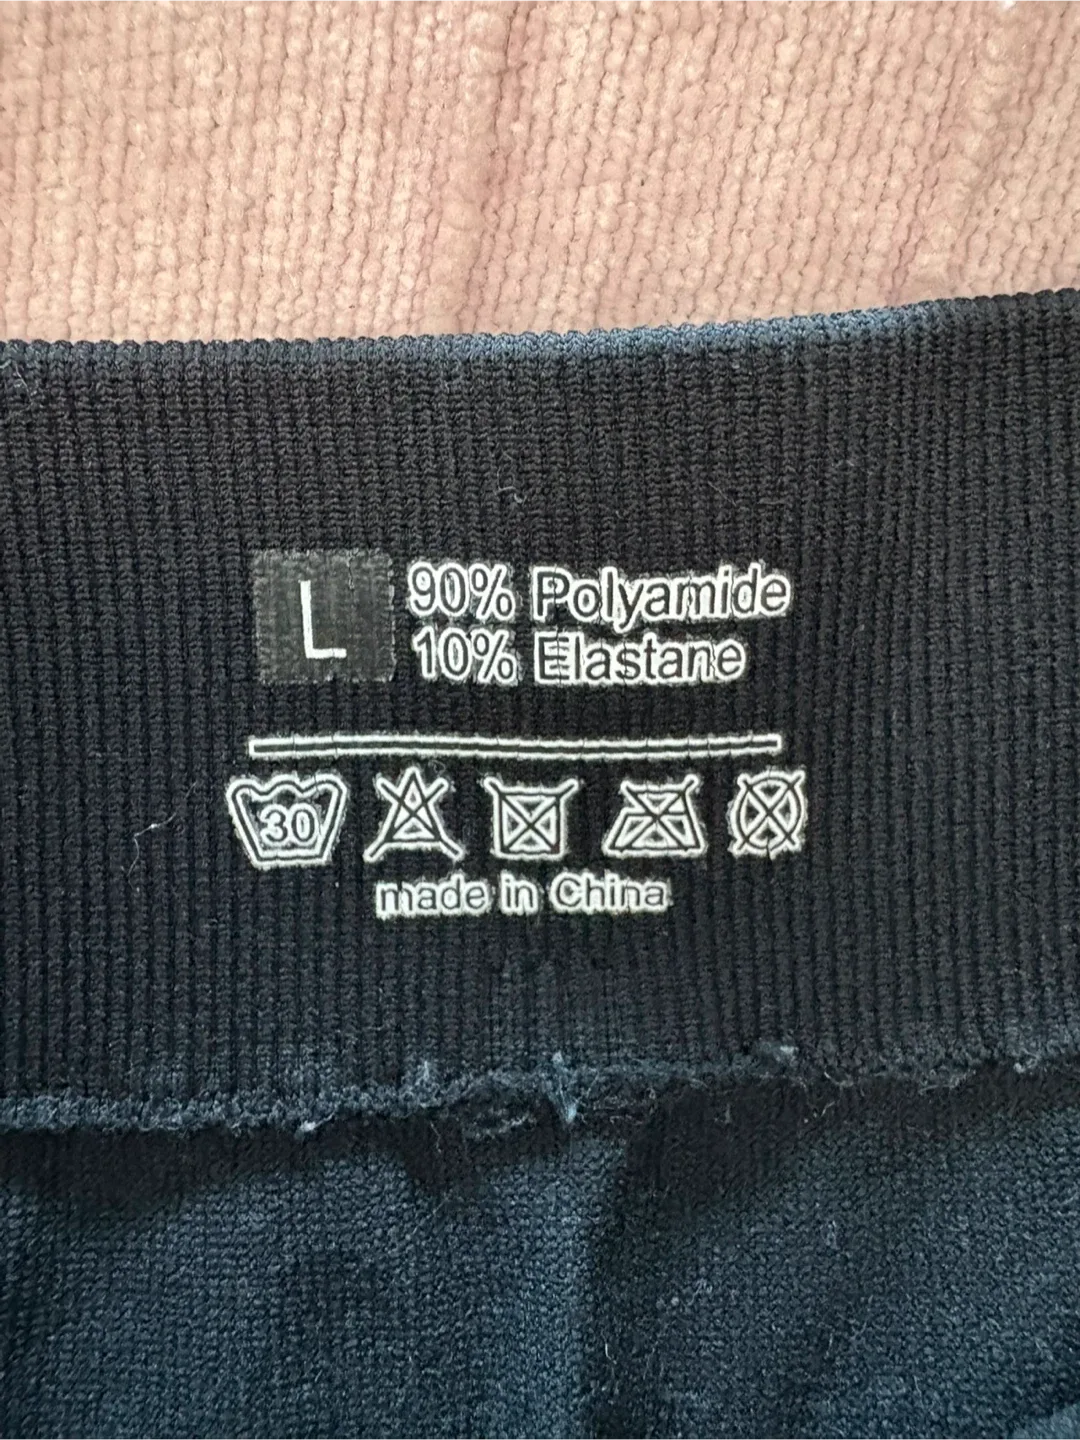 L
90% Polyamide
10% Elastane
30
made in China